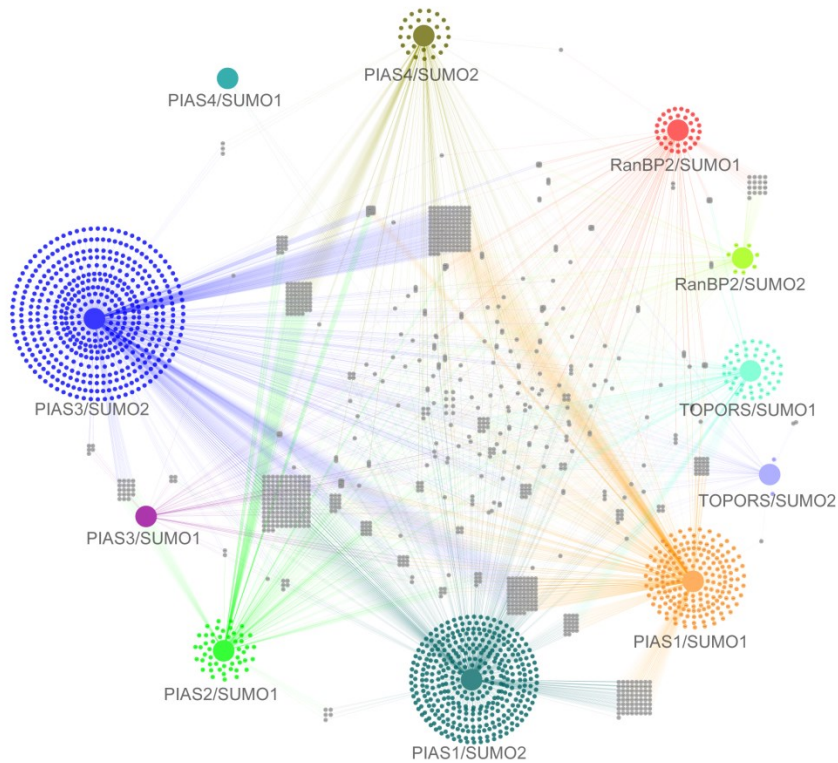 PIAS4/SUMO2
PIAS4/SUMO1
RanBP2/SUMO1
RanBP2/SUMO2
PIAS3/SUMO2
TOPORS/SUMO1
TOPORS/SUMO2
PIAS3/SUMO1
PIAS1/SUMO1
PIAS2/SUMO1
PIAS1/SUMO2